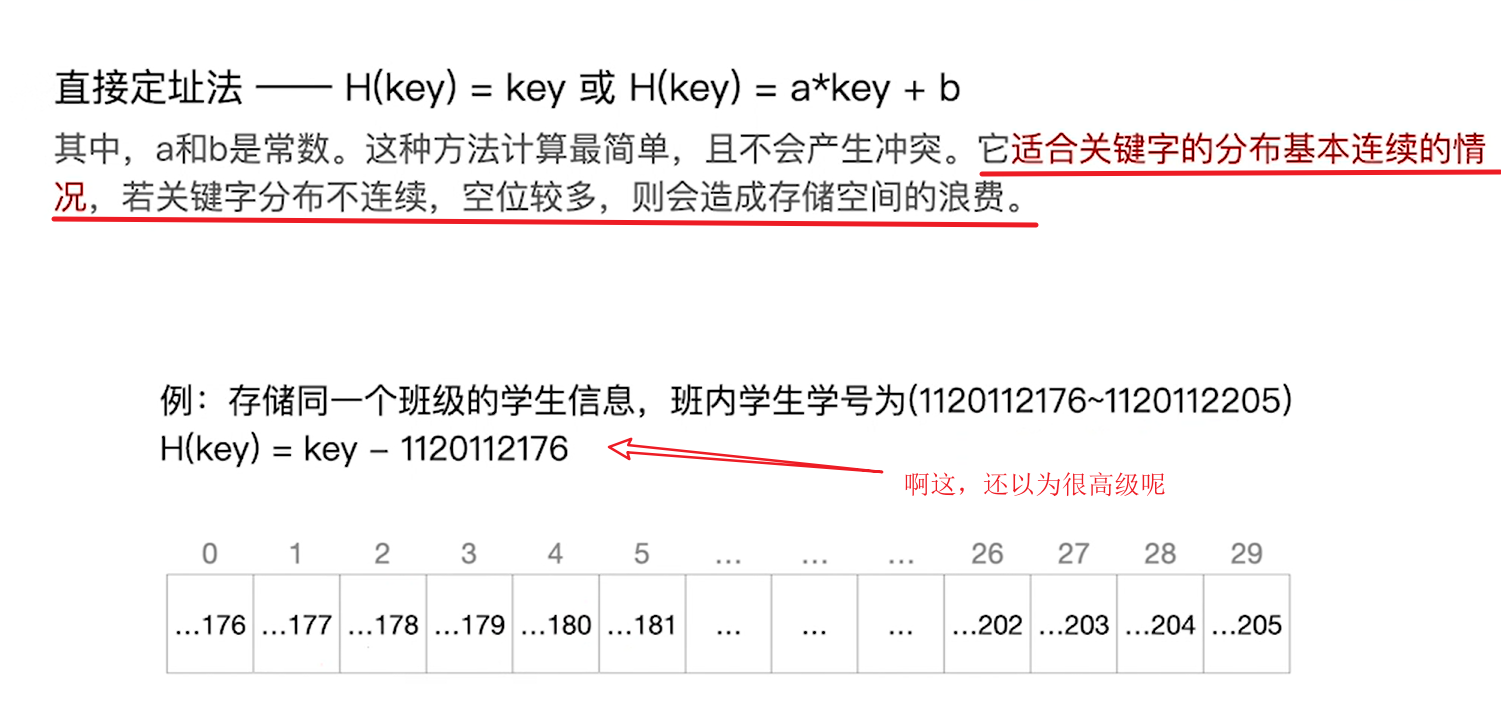 直接定址法 —— H(key) = key 或 H(key) = a*key + b
其中，a和b是常数。这种方法计算最简单，且不会产生冲突。它适合关键字的分布基本连续的情
况，若关键字分布不连续，空位较多，则会造成存储空间的浪费。
例：存储同一个班级的学生信息，班内学生学号为(1120112176~1120112205)
H(key) = key – 1120112176
啊这，还以为很高级呢
0 1 2 3 4 5 ... ... ... 26 27 28 29
...176 ...177 ...178 ...179 ...180 ...181 ... ... ... ...202 ...203 ...204 ...205